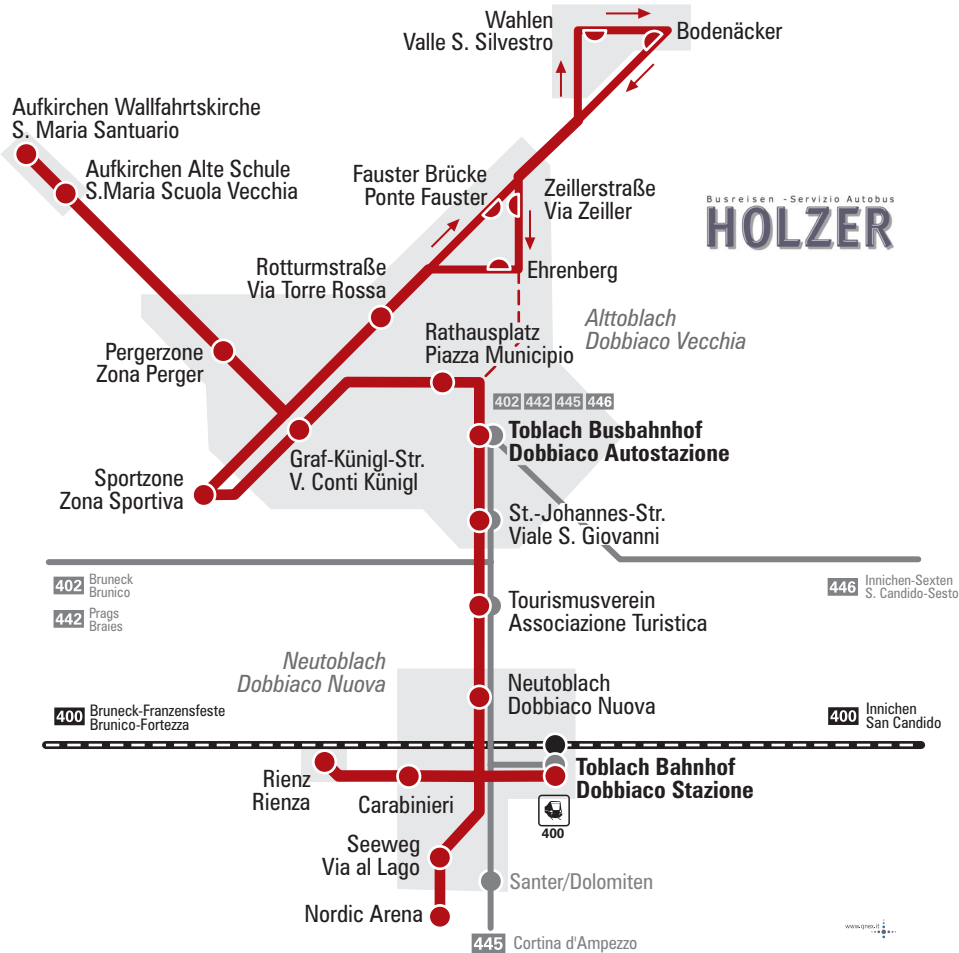 Wahlen
Valle S. Silvestro
Bodenäcker
Aufkirchen Wallfahrtskirche
S. Maria Santuario
Aufkirchen Alte Schule
S.Maria Scuola Vecchia
Fauster Brücke
Ponte Fauster
Zeillerstraße
Via Zeiller
Busreisen - Servizio Autobus
HOLZER
Rotturmstraße
Via Torre Rossa
Ehrenberg
Rathausplatz
Piazza Municipio
Alttoblach
Dobbiaco Vecchia
Pergerzone
Zona Perger
402 442 445 446
Toblach Busbahnhof
Dobbiaco Autostazione
Graf-Künigl-Str.
V. Conti Künigl
Sportzone
Zona Sportiva
St.-Johannes-Str.
Viale S. Giovanni
402 Bruneck
Brunico
442 Prags
Braies
446 Innichen-Sexten
S. Candido-Sesto
Tourismusverein
Associazione Turistica
Neutoblach
Dobbiaco Nuova
Neutoblach
Dobbiaco Nuova
400 Bruneck-Franzensfeste
Brunico-Fortezza
400 Innichen
San Candido
Rienz
Rienza
Carabinieri
Toblach Bahnhof
Dobbiaco Stazione
400
Seeweg
Via al Lago
Santer/Dolomiten
Nordic Arena
445 Cortina d'Ampezzo
www.qnex.it